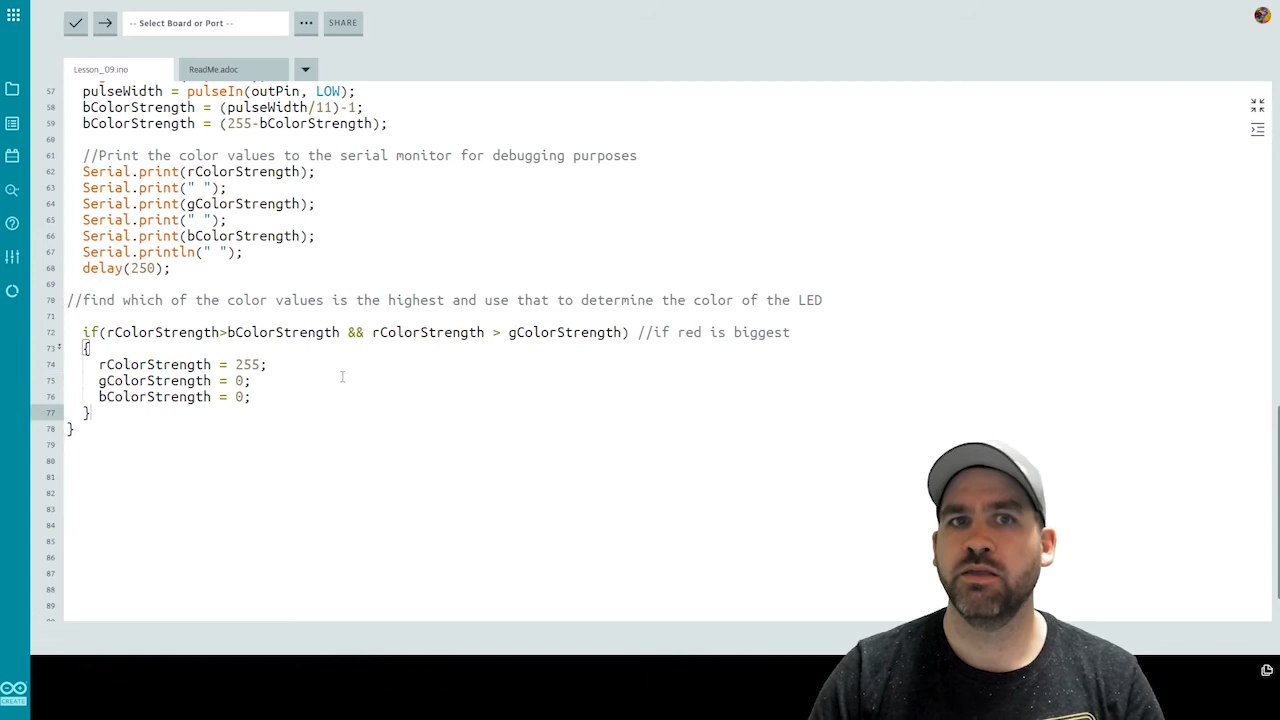 -- Select Board or Port --
SHARE
Lesson_09.ino
ReadMe.adoc
57 pulseWidth = pulseIn(outPin, LOW);
58 bColorStrength = (pulseWidth/11)-1;
59 bColorStrength = (255-bColorStrength);
60
61 //Print the color values to the serial monitor for debugging purposes
62 Serial.print(rColorStrength);
63 Serial.print(" ");
64 Serial.print(gColorStrength);
65 Serial.print(" ");
66 Serial.print(bColorStrength);
67 Serial.println(" ");
68 delay(250);
69
70 //find which of the color values is the highest and use that to determine the color of the LED
71
72 if(rColorStrength>bColorStrength && rColorStrength > gColorStrength) //if red is biggest
73 {
74 rColorStrength = 255;
75 gColorStrength = 0;
76 bColorStrength = 0;
77 }
78 }
79
80
81
82
83
84
85
86
87
88
89
CREATE